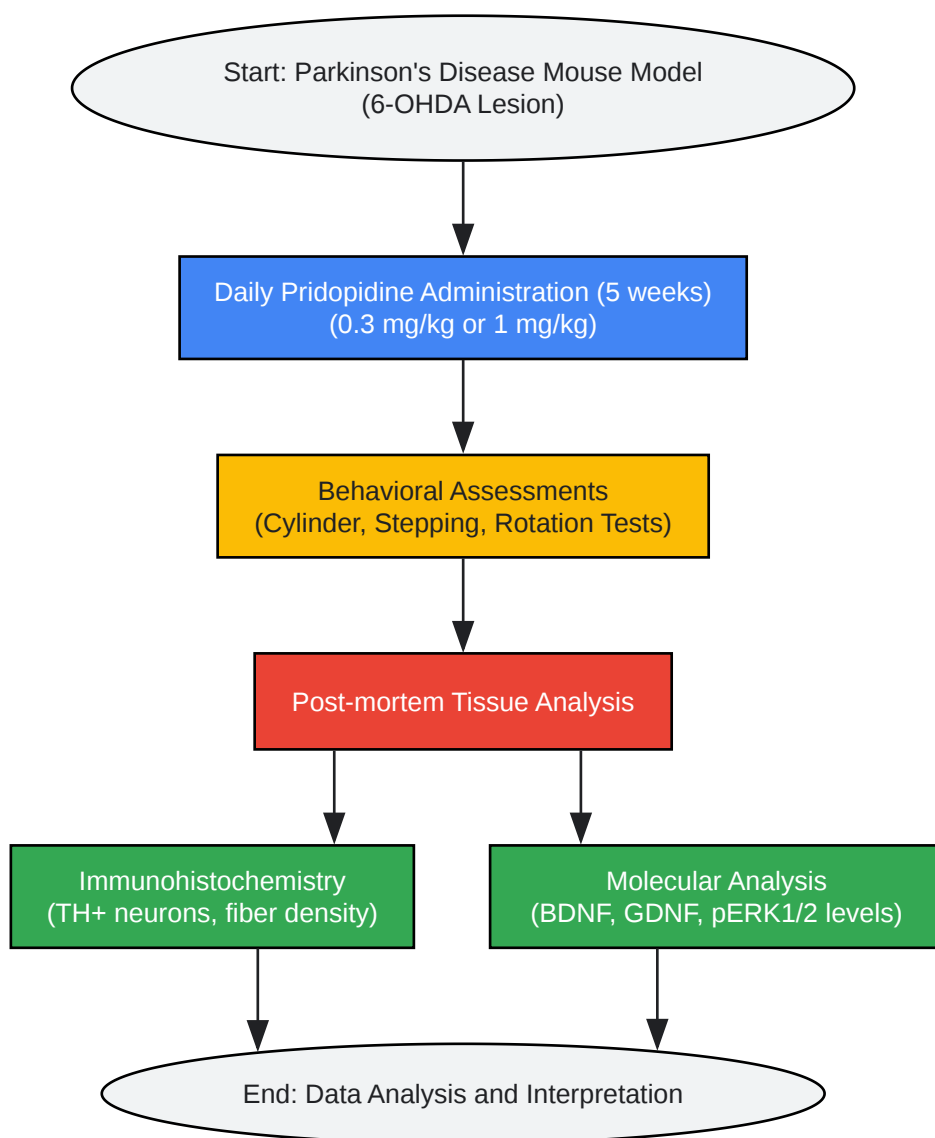 Start: Parkinson's Disease Mouse Model
(6-OHDA Lesion)
Daily Pridopidine Administration (5 weeks)
(0.3 mg/kg or 1 mg/kg)
Behavioral Assessments
(Cylinder, Stepping, Rotation Tests)
Post-mortem Tissue Analysis
Immunohistochemistry
(TH+ neurons, fiber density)
Molecular Analysis
(BDNF, GDNF, pERK1/2 levels)
End: Data Analysis and Interpretation